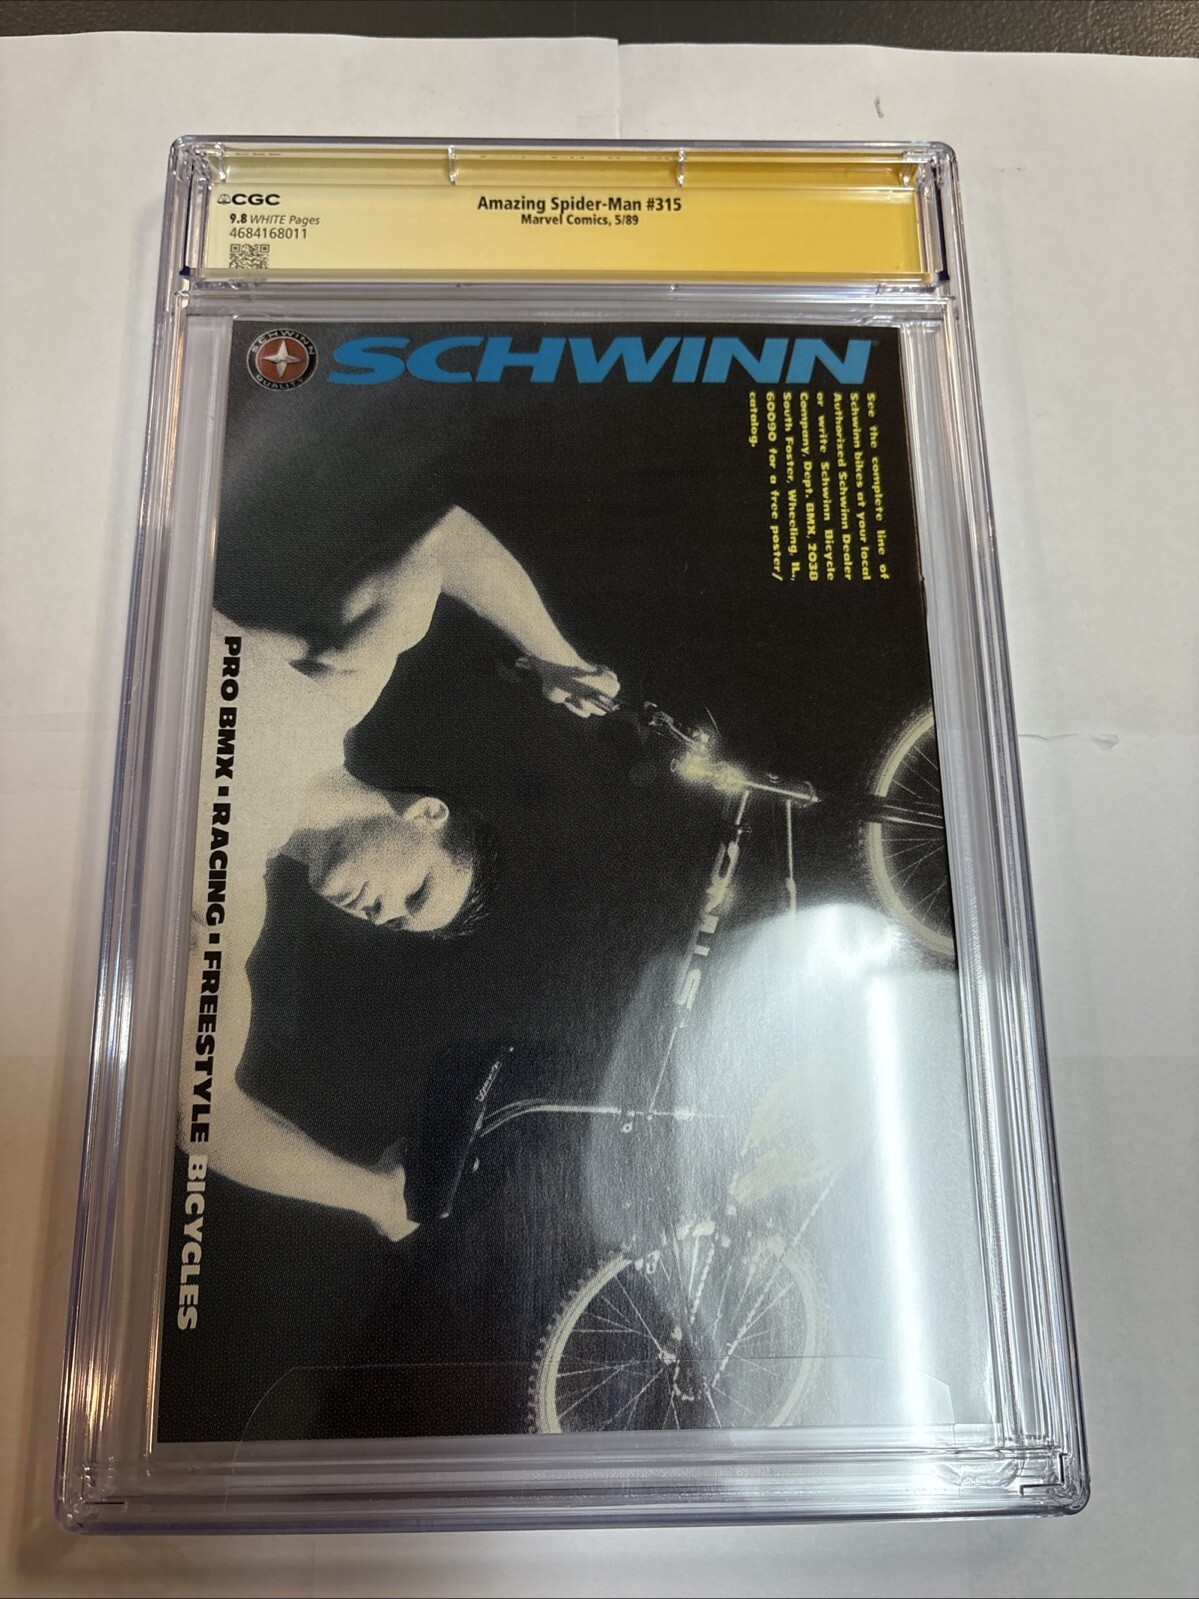 CGC
9.8 WHITE Pages
4684168011
Amazing Spider-Man #315
Marvel Comics, 5/89
SCHWINN
QUALITY
SCHWINN
See the complete line of
Schwinn bikes at your local
Authorized Schwinn Dealer
or write Schwinn Bicycle
Company, Dept. BMX, 2038
South Foster, Wheeling, IL,
60090 for a free poster/
catalog.
PRO BMX ▪ RACING ▪ FREESTYLE BICYCLES